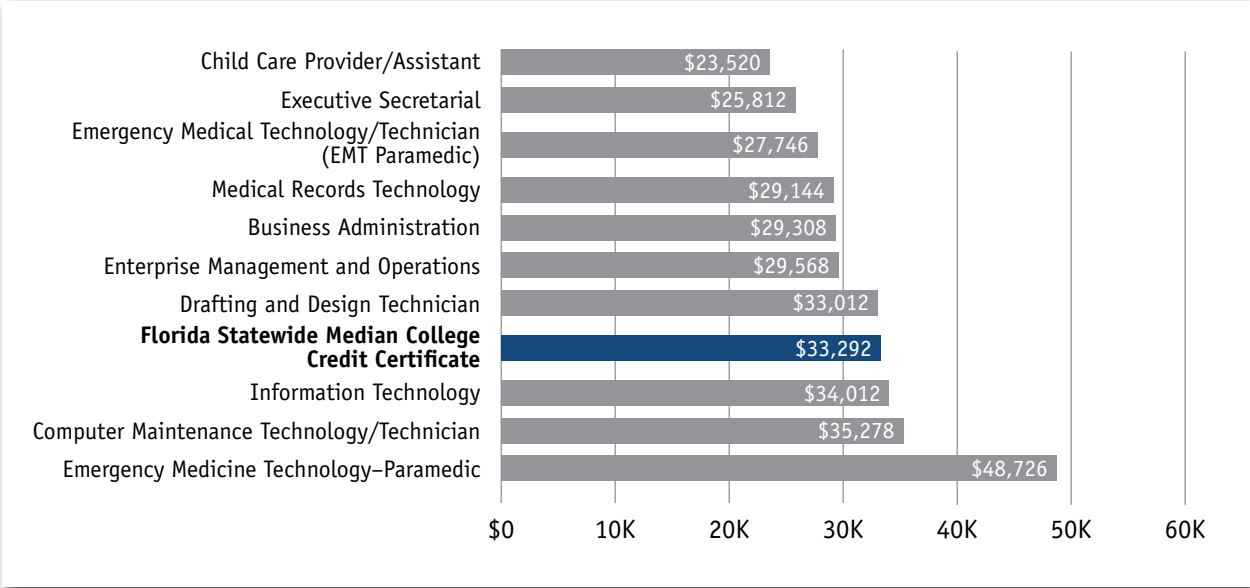 Child Care Provider/Assistant
$23,520
Executive Secretarial
$25,812
Emergency Medical Technology/Technician
(EMT Paramedic)
$27,746
Medical Records Technology
$29,144
Business Administration
$29,308
Enterprise Management and Operations
$29,568
Drafting and Design Technician
$33,012
Florida Statewide Median College
Credit Certificate
$33,292
Information Technology
$34,012
Computer Maintenance Technology/Technician
$35,278
Emergency Medicine Technology–Paramedic
$48,726
$0 10K 20K 30K 40K 50K 60K